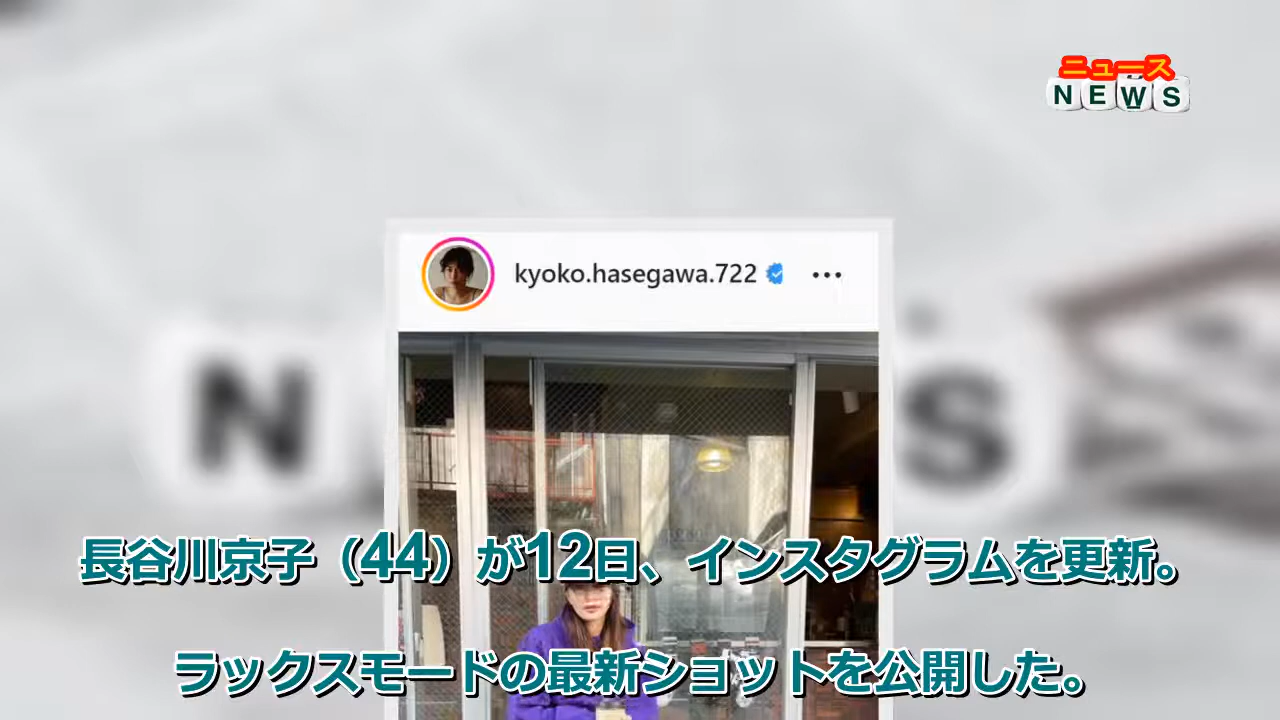 ニュース
NEWS
kyoko.hasegawa.722
N
S
長谷川京子（44）が12日、インスタグラムを更新。
ラックスモードの最新ショットを公開した。